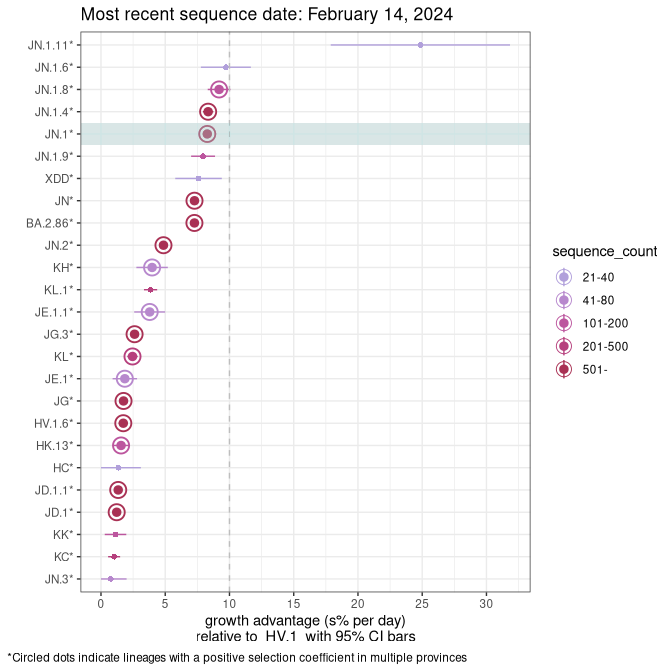 Most recent sequence date: February 14, 2024
JN.1.11*
JN.1.6*
JN.1.8*
JN.1.4*
JN.1*
JN.1.9*
XDD*
JN*
BA.2.86*
JN.2*
KH*
KL.1*
JE.1.1*
JG.3*
KL*
JE.1*
JG*
HV.1.6*
HK.13*
HC*
JD.1.1*
JD.1*
KK*
KC*
JN.3*
0 5 10 15 20 25 30
growth advantage (s% per day)
relative to HV.1 with 95% CI bars
sequence_count
21-40
41-80
101-200
201-500
501-
*Circled dots indicate lineages with a positive selection coefficient in multiple provinces